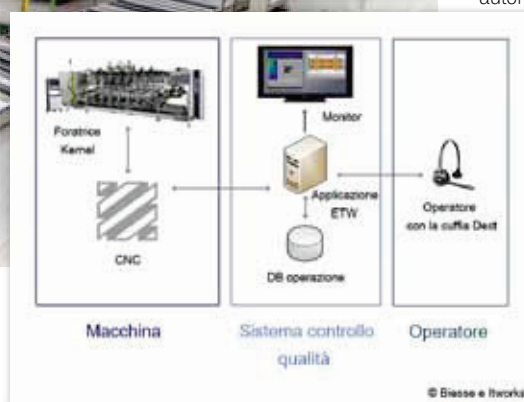 autor
Foratrice
Kernel
CNC
Monitor
Applicazione
ETW
DB operazione
Operatore
con la cuffia Dect
Macchina
Sistema controllo
qualità
Operatore
© Biesse e Itworks